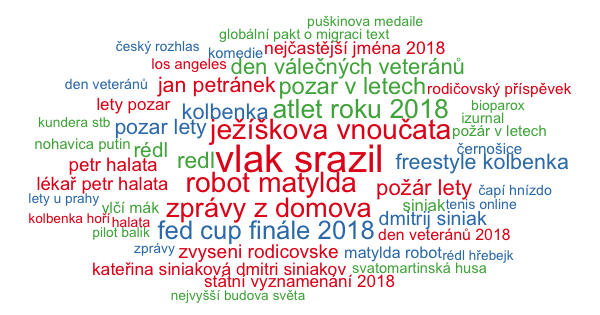 puškinova medaile
globální pakt o migraci text
český rozhlas
komedie
nejčastější jména 2018
los angeles
den válečných veteránů
den veteránů
jan petránek
pozar v letech
rodičovský příspěvek
lety pozar
kolbenka
atlet roku 2018
bioparox
izurnal
kundera stb
pozar lety
ježíškova vnoučata
požár v letech
nohavica putin
rédl
redl
vlak srazil
černošice
petr halata
freestyle kolbenka
lékař petr halata
robot matylda
požár lety
čapí hnízdo
lety u prahy
vlčí mák
zprávy z domova
siniak
tenis online
kolbenka hoří
halata
dmitrij siniak
pilot balik
fed cup finále 2018
den veteránů 2018
zprávy
zvyseni rodicovske
matylda robot
rédl hřebejk
kateřina siniaková dmitri siniakov
svatomartinská husa
státní vyznamenání 2018
nejvyšší budova světa